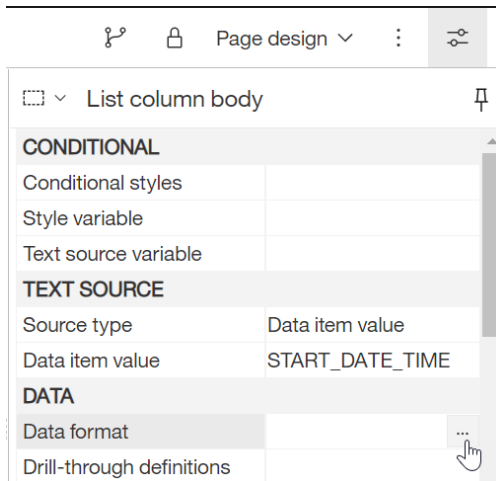 Page design
List column body
CONDITIONAL
Conditional styles
Style variable
Text source variable
TEXT SOURCE
Source type Data item value
Data item value START_DATE_TIME
DATA
Data format ...
Drill-through definitions